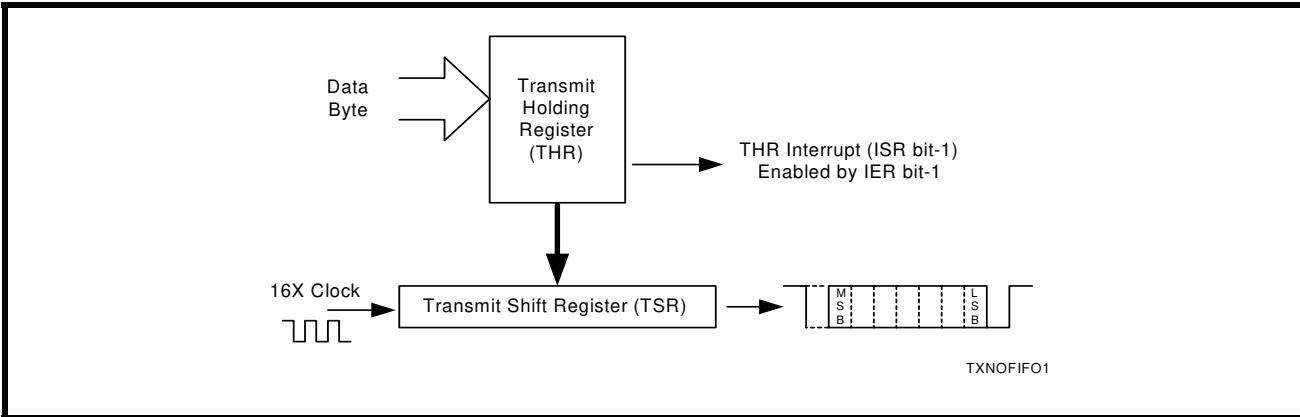 Data
Byte
Transmit
Holding
Register
(THR)
THR Interrupt (ISR bit-1)
Enabled by IER bit-1
16X Clock
Transmit Shift Register (TSR)
M
S
B
L
S
B
TXNOFIFO1